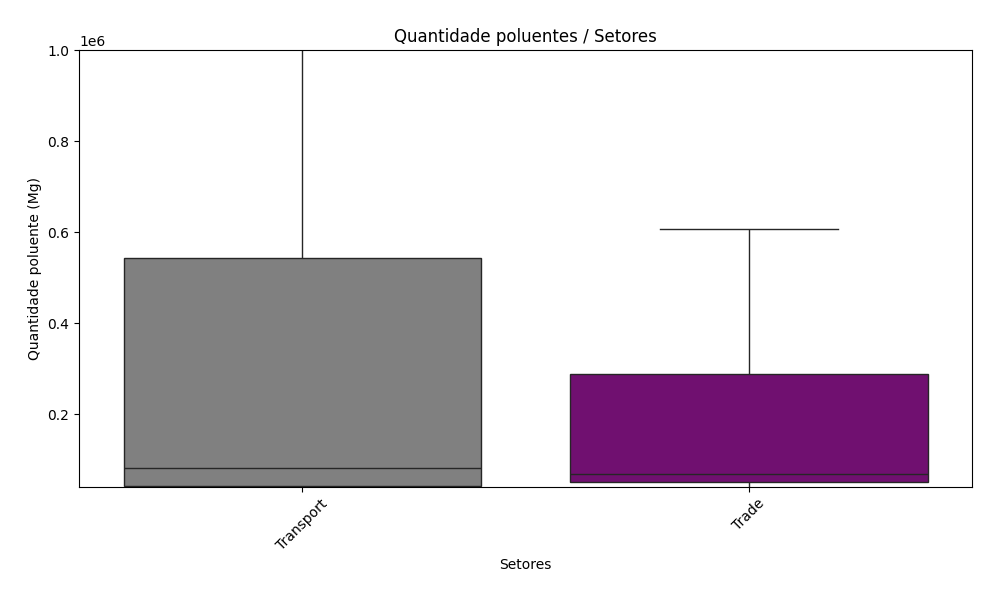 Quantidade poluentes / Setores
1e6
1.0
0.8
0.6
0.4
0.2
Quantidade poluente (Mg)
Transport
Trade
Setores